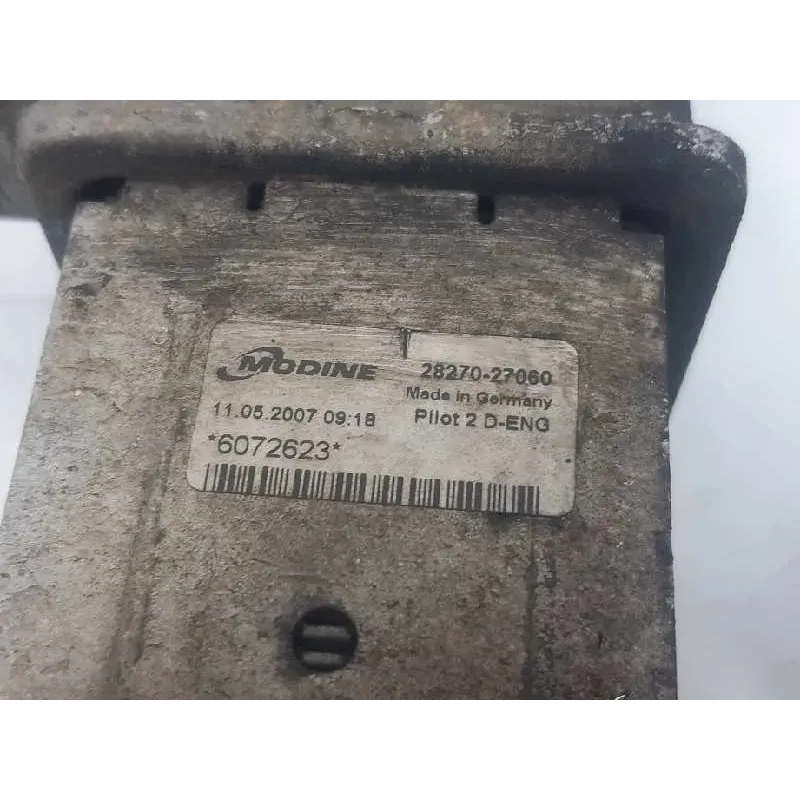 MODINE 28270-27060
Made in Germany
11.05.2007 09:18 Pilot 2 D-ENG
*6072623*